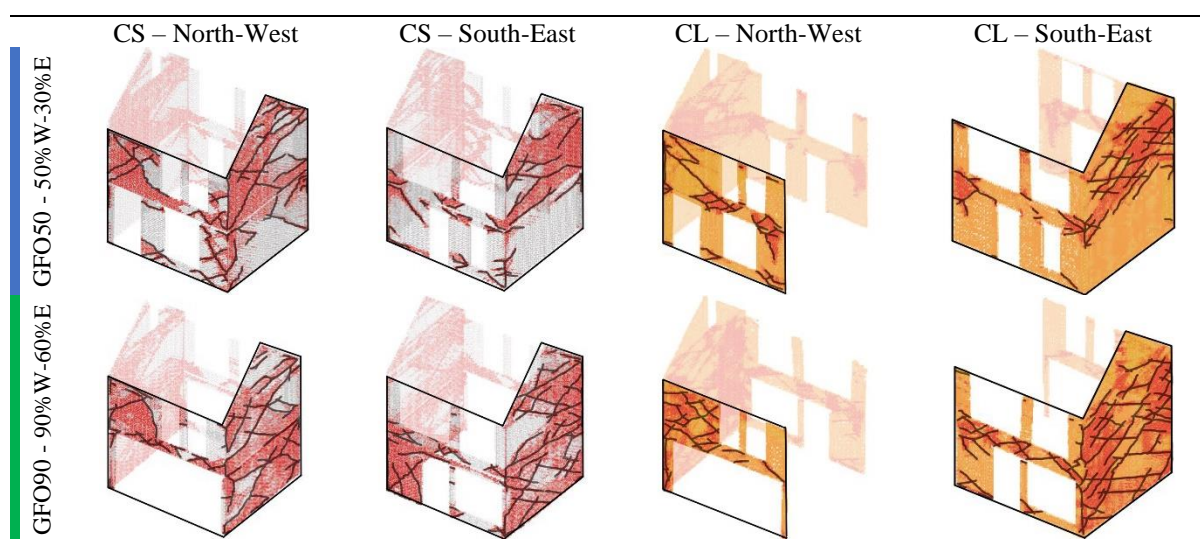 CS – North-West
CS – South-East
CL – North-West
CL – South-East
GFO50 - 50%W-30%E
GFO90 - 90%W-60%E